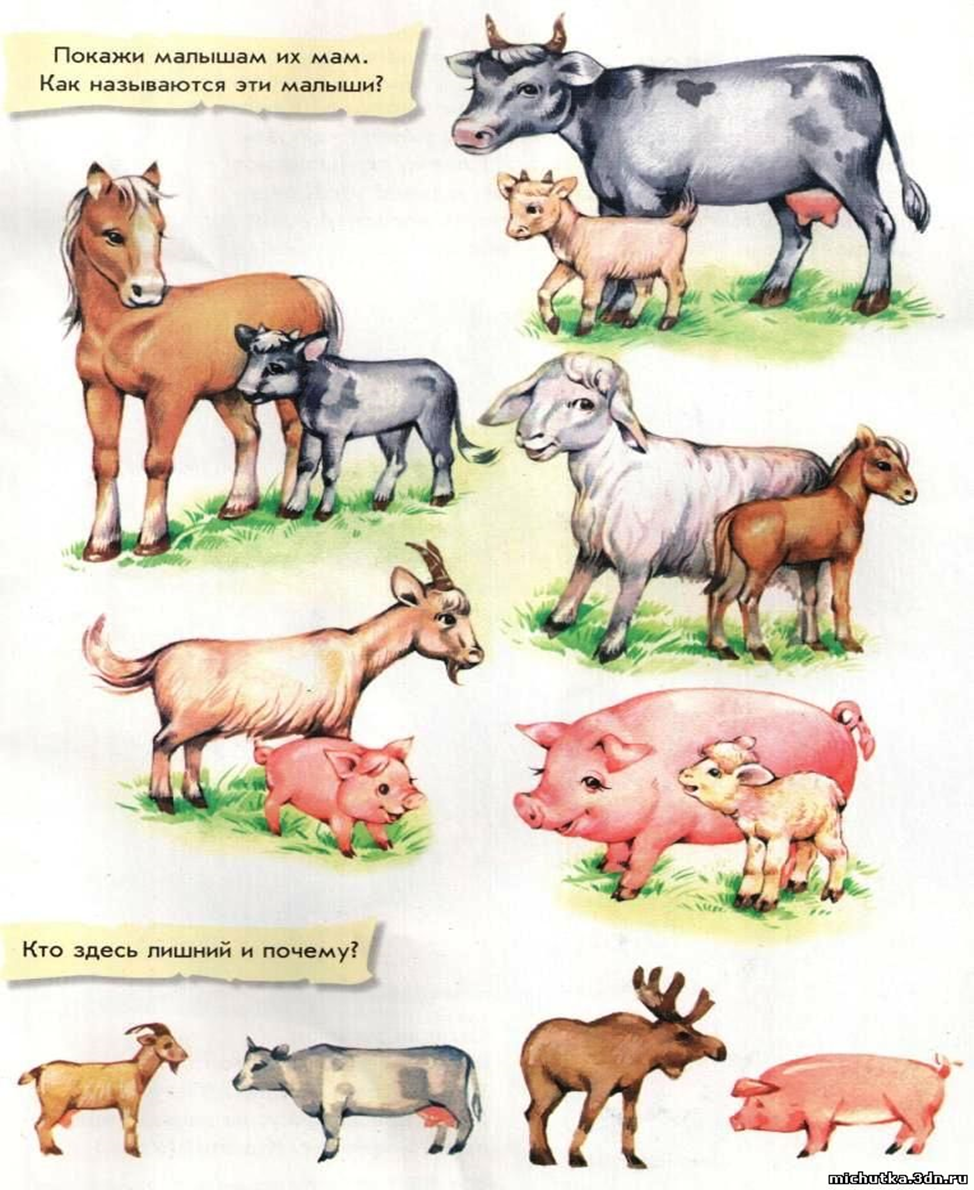 Покажи малышам их мам.
Как называются эти малыши?
Кто здесь лишний и почему?
michutka.3dn.ru